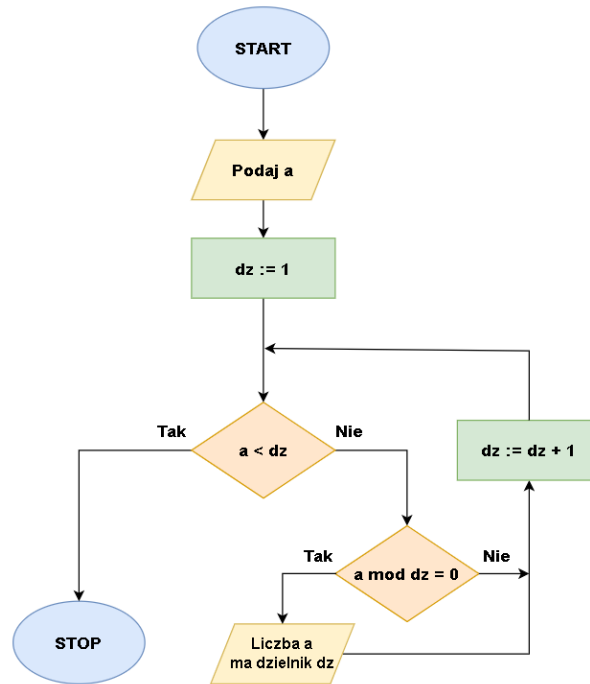 START
Podaj a
dz := 1
Tak
a < dz
Nie
dz := dz + 1
Tak
a mod dz = 0
Nie
STOP
Liczba a
ma dzielnik dz